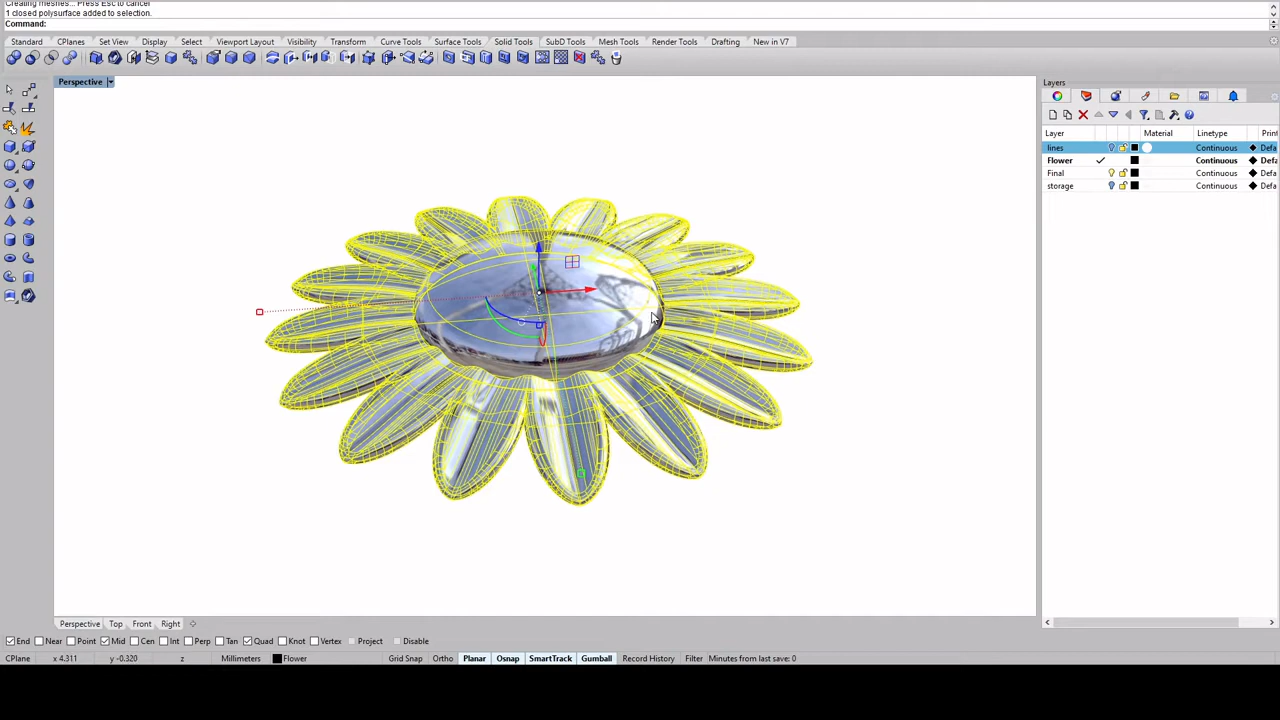 Creating meshes... Press Esc to cancel
1 closed polysurface added to selection.
Command:
Standard CPlanes Set View Display Select Viewport Layout Visibility Transform Curve Tools Surface Tools Solid Tools SubD Tools Mesh Tools Render Tools Drafting New in V7
Perspective
Layers
Layer Material Linetype Print
lines Continuous Defa
Flower Continuous Defa
Final Continuous Defa
storage Continuous Defa
Perspective Top Front Right
End Near Point Mid Cen Int Perp Tan Quad Knot Vertex Project Disable
CPlane x 4.311 y -0.320 z Millimeters Flower Grid Snap Ortho Planar Osnap SmartTrack Gumball Record History Filter Minutes from last save: 0